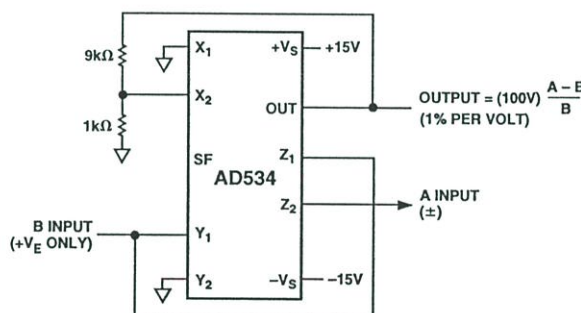 9kΩ
1kΩ
X1
X2
SF
AD534
Y1
Y2
+VS
+15V
OUT
Z1
Z2
−VS
−15V
B INPUT
(+VE ONLY)
OUTPUT = (100V) A − B
B
(1% PER VOLT)
A INPUT
(±)